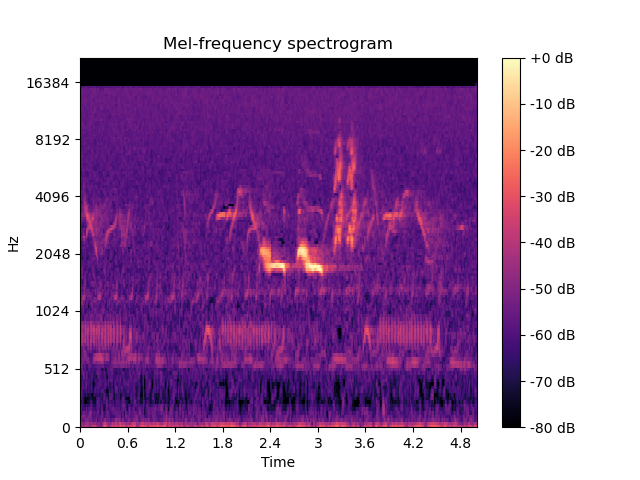 Mel-frequency spectrogram
16384
8192
4096
2048
1024
512
0
Hz
0 0.6 1.2 1.8 2.4 3 3.6 4.2 4.8
Time
+0 dB
-10 dB
-20 dB
-30 dB
-40 dB
-50 dB
-60 dB
-70 dB
-80 dB